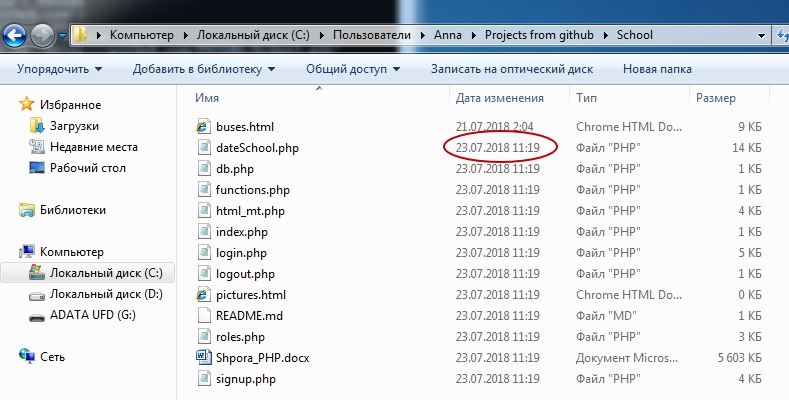 Компьютер Локальный диск (C:) Пользователи Anna Projects from github School
Упорядочить Добавить в библиотеку Общий доступ Записать на оптический диск Новая папка
Избранное
Загрузки
Недавние места
Рабочий стол
Библиотеки
Компьютер
Локальный диск (C:)
Локальный диск (D:)
ADATA UFD (G:)
Сеть
Имя Дата изменения Тип Размер
buses.html 21.07.2018 2:04 Chrome HTML Do... 9 КБ
dateSchool.php 23.07.2018 11:19 Файл "PHP" 14 КБ
db.php 23.07.2018 11:19 Файл "PHP" 1 КБ
functions.php 23.07.2018 11:19 Файл "PHP" 1 КБ
html_mt.php 23.07.2018 11:19 Файл "PHP" 4 КБ
index.php 23.07.2018 11:19 Файл "PHP" 1 КБ
login.php 23.07.2018 11:19 Файл "PHP" 5 КБ
logout.php 23.07.2018 11:19 Файл "PHP" 1 КБ
pictures.html 23.07.2018 11:19 Chrome HTML Do... 0 КБ
README.md 23.07.2018 11:19 Файл "MD" 1 КБ
roles.php 23.07.2018 11:19 Файл "PHP" 3 КБ
Shpora_PHP.docx 23.07.2018 11:19 Документ Micros... 5 603 КБ
signup.php 23.07.2018 11:19 Файл "PHP" 4 КБ